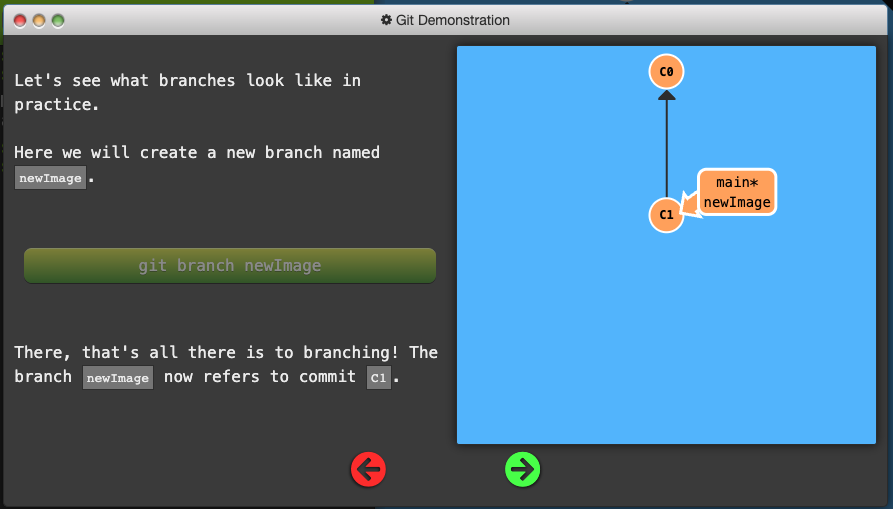 Git Demonstration
Let's see what branches look like in
practice.
Here we will create a new branch named
newImage.
git branch newImage
There, that's all there is to branching! The
branch newImage now refers to commit C1.
C0
main*
newImage
C1